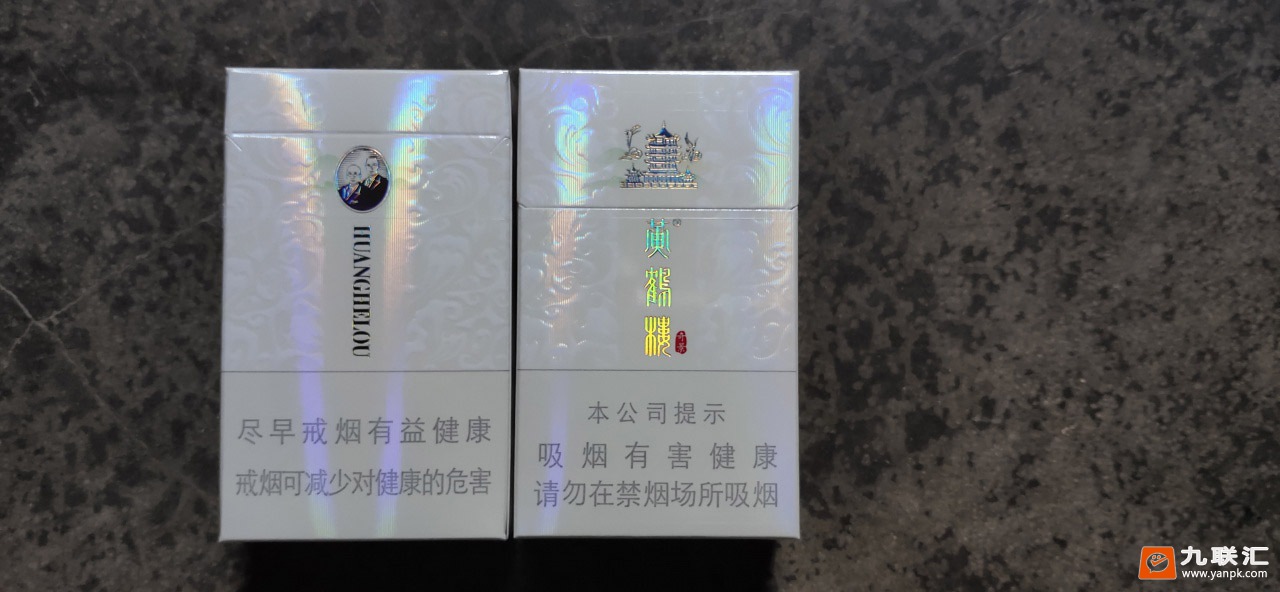 HUANGHELOU
尽早戒烟有益健康
戒烟可减少对健康的危害
黄鹤楼
本公司提示
吸烟有害健康
请勿在禁烟场所吸烟
九联汇
www.yanpk.com